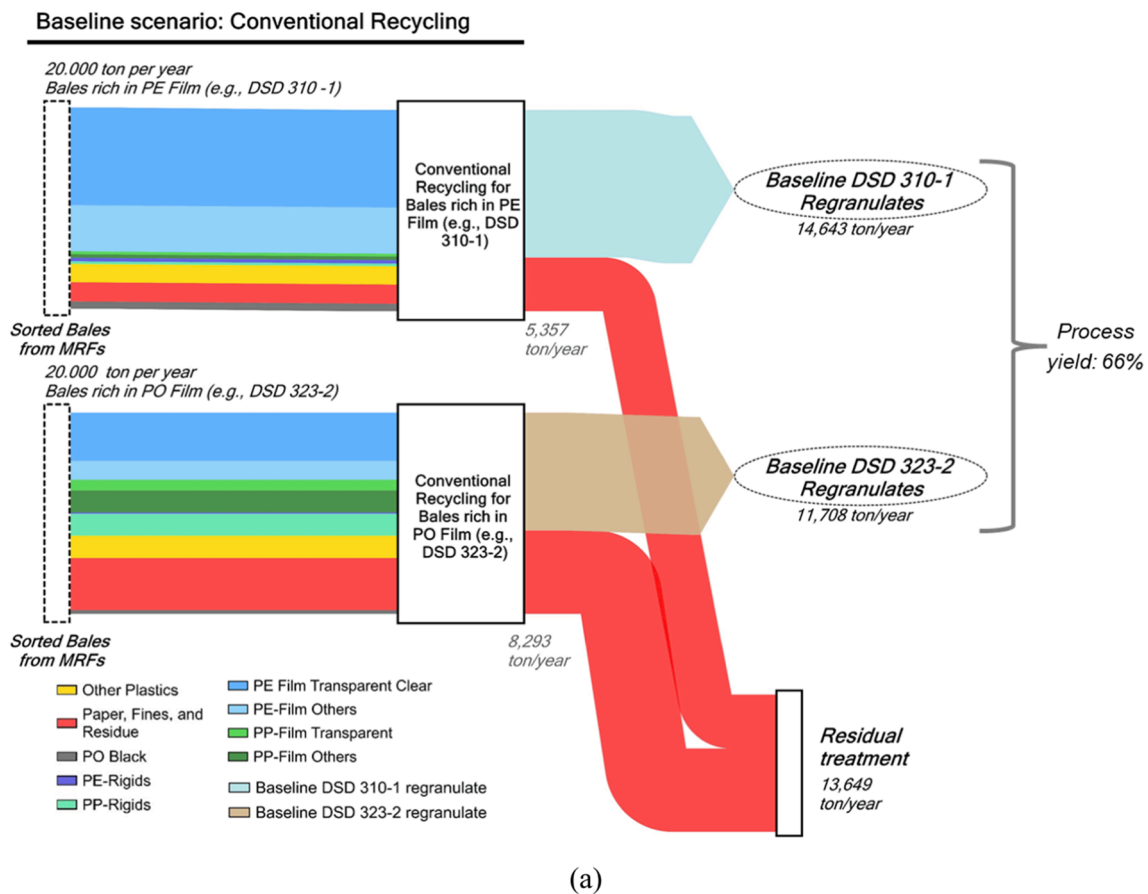 Baseline scenario: Conventional Recycling
20.000 ton per year
Bales rich in PE Film (e.g., DSD 310 -1)
Conventional
Recycling for
Bales rich in PE
Film (e.g., DSD
310-1)
Baseline DSD 310-1
Regranulates
14,643 ton/year
Sorted Bales
from MRFs
5,357
ton/year
Process
yield: 66%
20.000 ton per year
Bales rich in PO Film (e.g., DSD 323-2)
Conventional
Recycling for
Bales rich in
PO Film (e.g.,
DSD 323-2)
Baseline DSD 323-2
Regranulates
11,708 ton/year
Sorted Bales
from MRFs
8,293
ton/year
Other Plastics
Paper, Fines, and
Residue
PO Black
PE-Rigids
PP-Rigids
PE Film Transparent Clear
PE-Film Others
PP-Film Transparent
PP-Film Others
Baseline DSD 310-1 regranulate
Baseline DSD 323-2 regranulate
Residual
treatment
13,649
ton/year
(a)